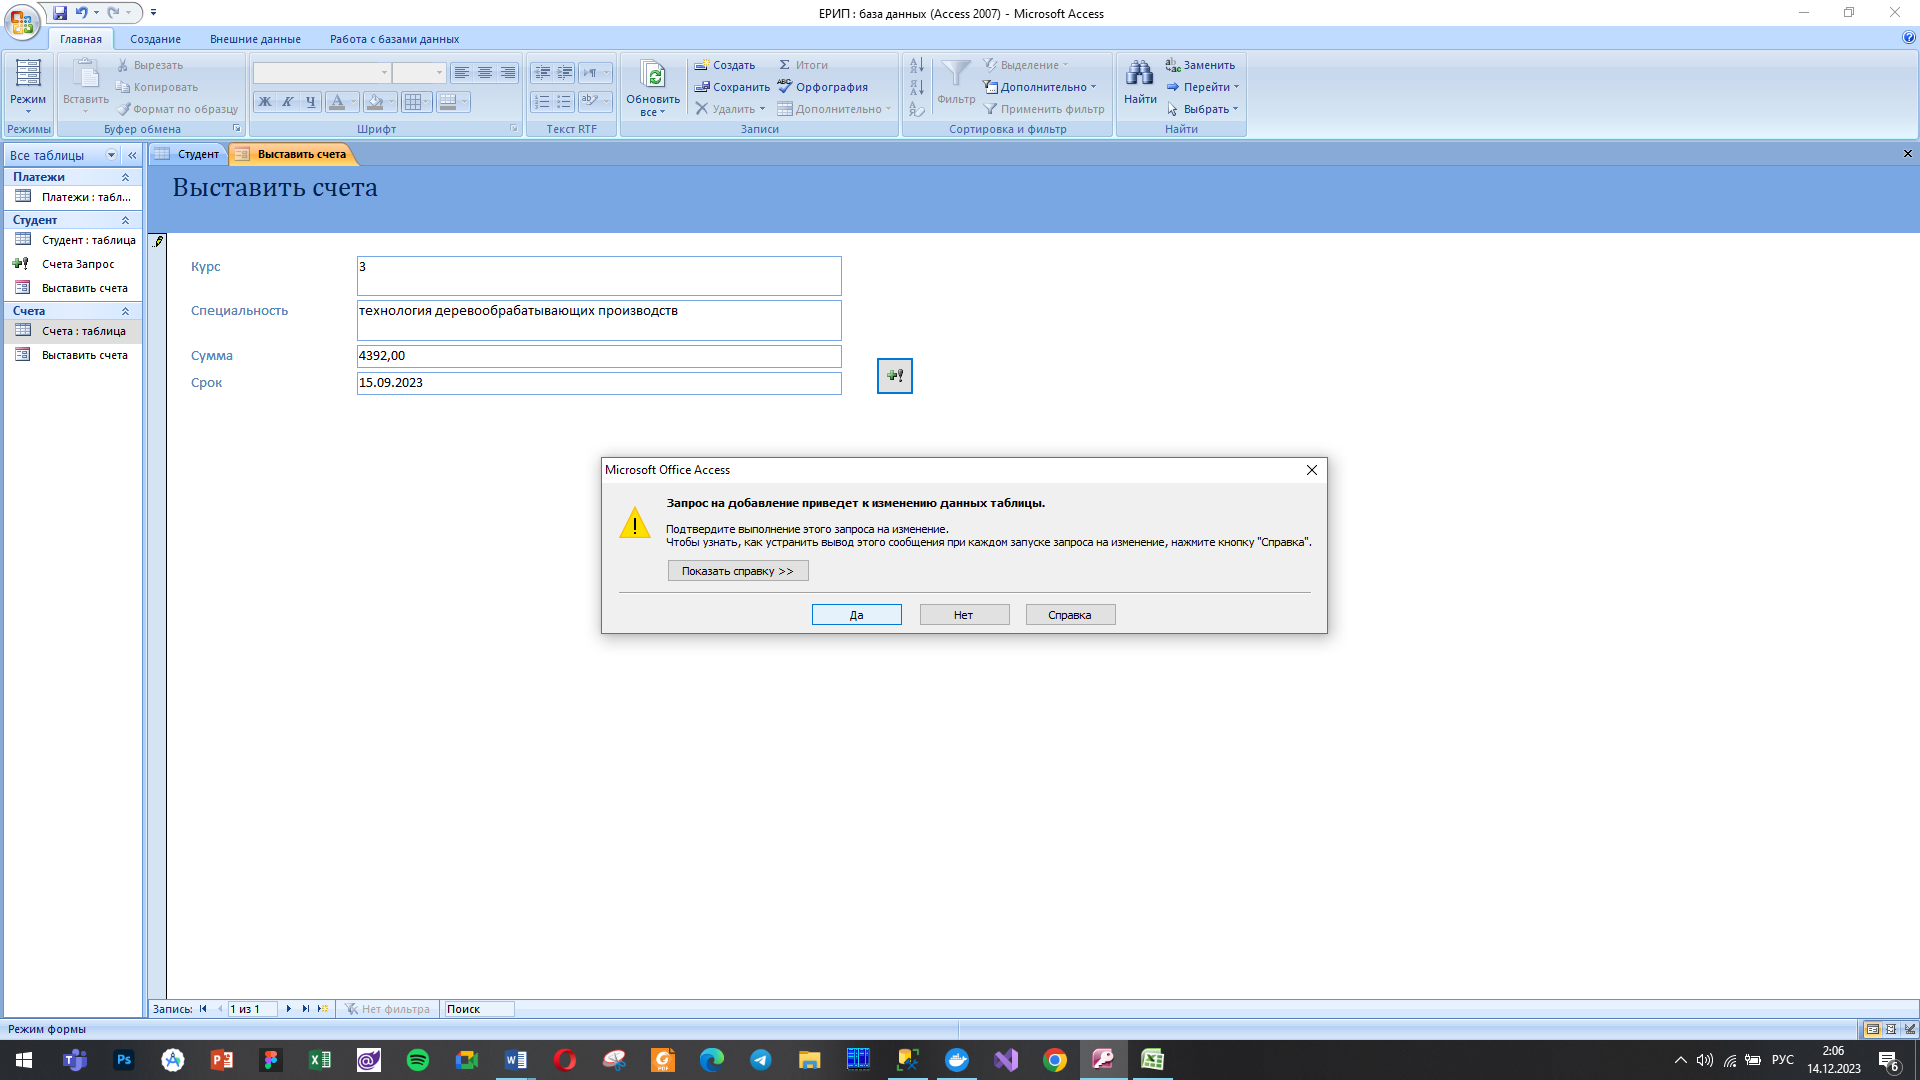 ЕРИП : база данных (Access 2007) - Microsoft Access
Главная
Создание
Внешние данные
Работа с базами данных
Режим
Режимы
Вставить
Вырезать
Копировать
Формат по образцу
Буфер обмена
Ж К Ч
Шрифт
Текст RTF
Обновить все
Создать
Сохранить
Удалить
Итоги
Орфография
Дополнительно
Записи
Фильтр
Выделение
Дополнительно
Применить фильтр
Сортировка и фильтр
Найти
Заменить
Перейти
Выбрать
Найти
Все таблицы
Платежи
Платежи : табл...
Студент
Студент : таблица
Счета Запрос
Выставить счета
Счета
Счета : таблица
Выставить счета
Студент
Выставить счета
Выставить счета
Курс
3
Специальность
технология деревообрабатывающих производств
Сумма
4392,00
Срок
15.09.2023
Microsoft Office Access
Запрос на добавление приведет к изменению данных таблицы.
Подтвердите выполнение этого запроса на изменение.
Чтобы узнать, как устранить вывод этого сообщения при каждом запуске запроса на изменение, нажмите кнопку "Справка".
Показать справку >>
Да
Нет
Справка
Запись:
1 из 1
Нет фильтра
Поиск
Режим формы
РУС
2:06
14.12.2023
6